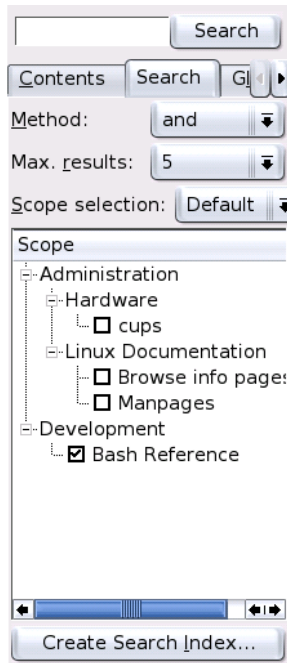 Search
Contents Search Gl
Method: and
Max. results: 5
Scope selection: Default
Scope
Administration
Hardware
cups
Linux Documentation
Browse info pages
Manpages
Development
Bash Reference
Create Search Index...